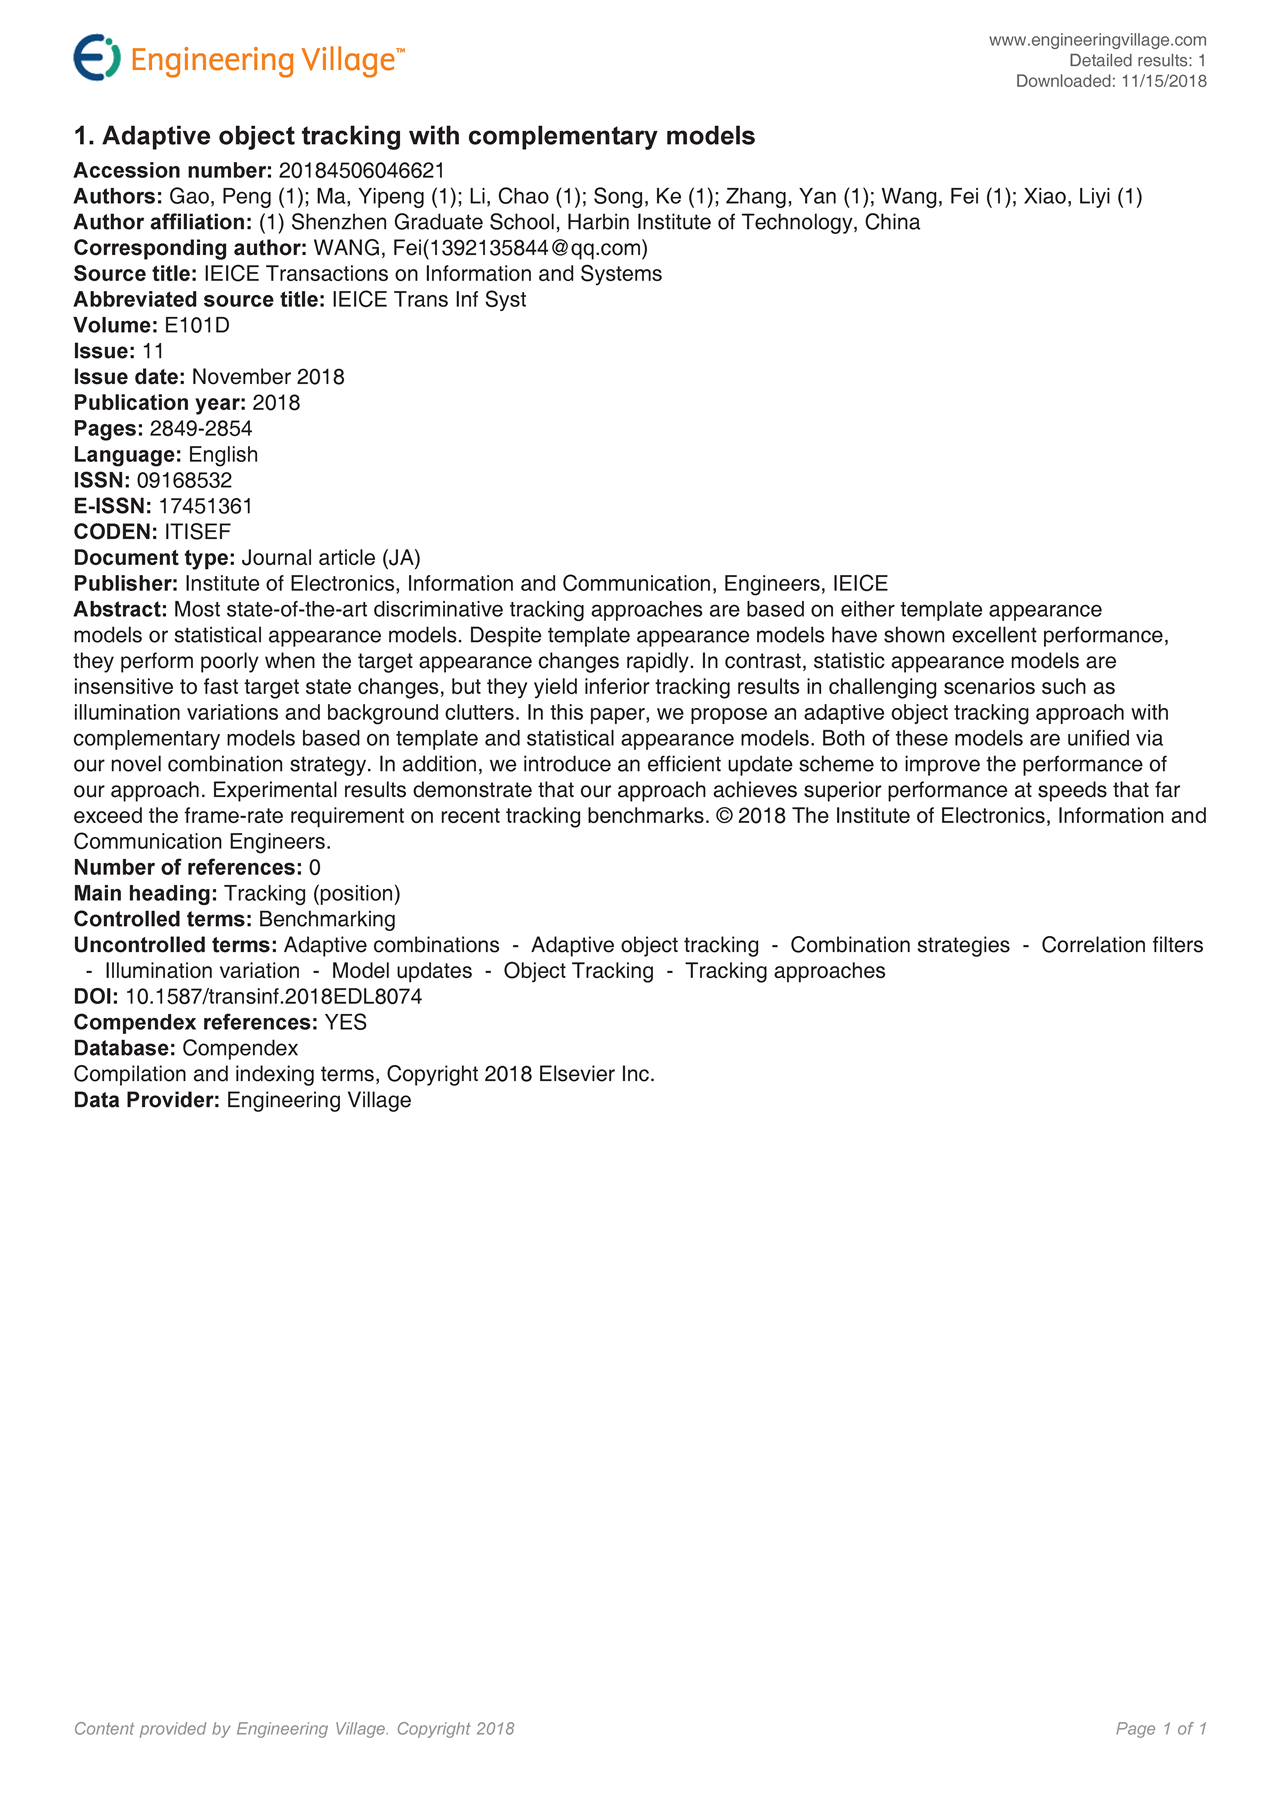 Engineering Village™
www.engineeringvillage.com
Detailed results: 1
Downloaded: 11/15/2018
1. Adaptive object tracking with complementary models
Accession number: 20184506046621
Authors: Gao, Peng (1); Ma, Yipeng (1); Li, Chao (1); Song, Ke (1); Zhang, Yan (1); Wang, Fei (1); Xiao, Liyi (1)
Author affiliation: (1) Shenzhen Graduate School, Harbin Institute of Technology, China
Corresponding author: WANG, Fei(1392135844@qq.com)
Source title: IEICE Transactions on Information and Systems
Abbreviated source title: IEICE Trans Inf Syst
Volume: E101D
Issue: 11
Issue date: November 2018
Publication year: 2018
Pages: 2849-2854
Language: English
ISSN: 09168532
E-ISSN: 17451361
CODEN: ITISEF
Document type: Journal article (JA)
Publisher: Institute of Electronics, Information and Communication, Engineers, IEICE
Abstract: Most state-of-the-art discriminative tracking approaches are based on either template appearance
models or statistical appearance models. Despite template appearance models have shown excellent performance,
they perform poorly when the target appearance changes rapidly. In contrast, statistic appearance models are
insensitive to fast target state changes, but they yield inferior tracking results in challenging scenarios such as
illumination variations and background clutters. In this paper, we propose an adaptive object tracking approach with
complementary models based on template and statistical appearance models. Both of these models are unified via
our novel combination strategy. In addition, we introduce an efficient update scheme to improve the performance of
our approach. Experimental results demonstrate that our approach achieves superior performance at speeds that far
exceed the frame-rate requirement on recent tracking benchmarks. © 2018 The Institute of Electronics, Information and
Communication Engineers.
Number of references: 0
Main heading: Tracking (position)
Controlled terms: Benchmarking
Uncontrolled terms: Adaptive combinations - Adaptive object tracking - Combination strategies - Correlation filters
- Illumination variation - Model updates - Object Tracking - Tracking approaches
DOI: 10.1587/transinf.2018EDL8074
Compendex references: YES
Database: Compendex
Compilation and indexing terms, Copyright 2018 Elsevier Inc.
Data Provider: Engineering Village
Content provided by Engineering Village. Copyright 2018
Page 1 of 1